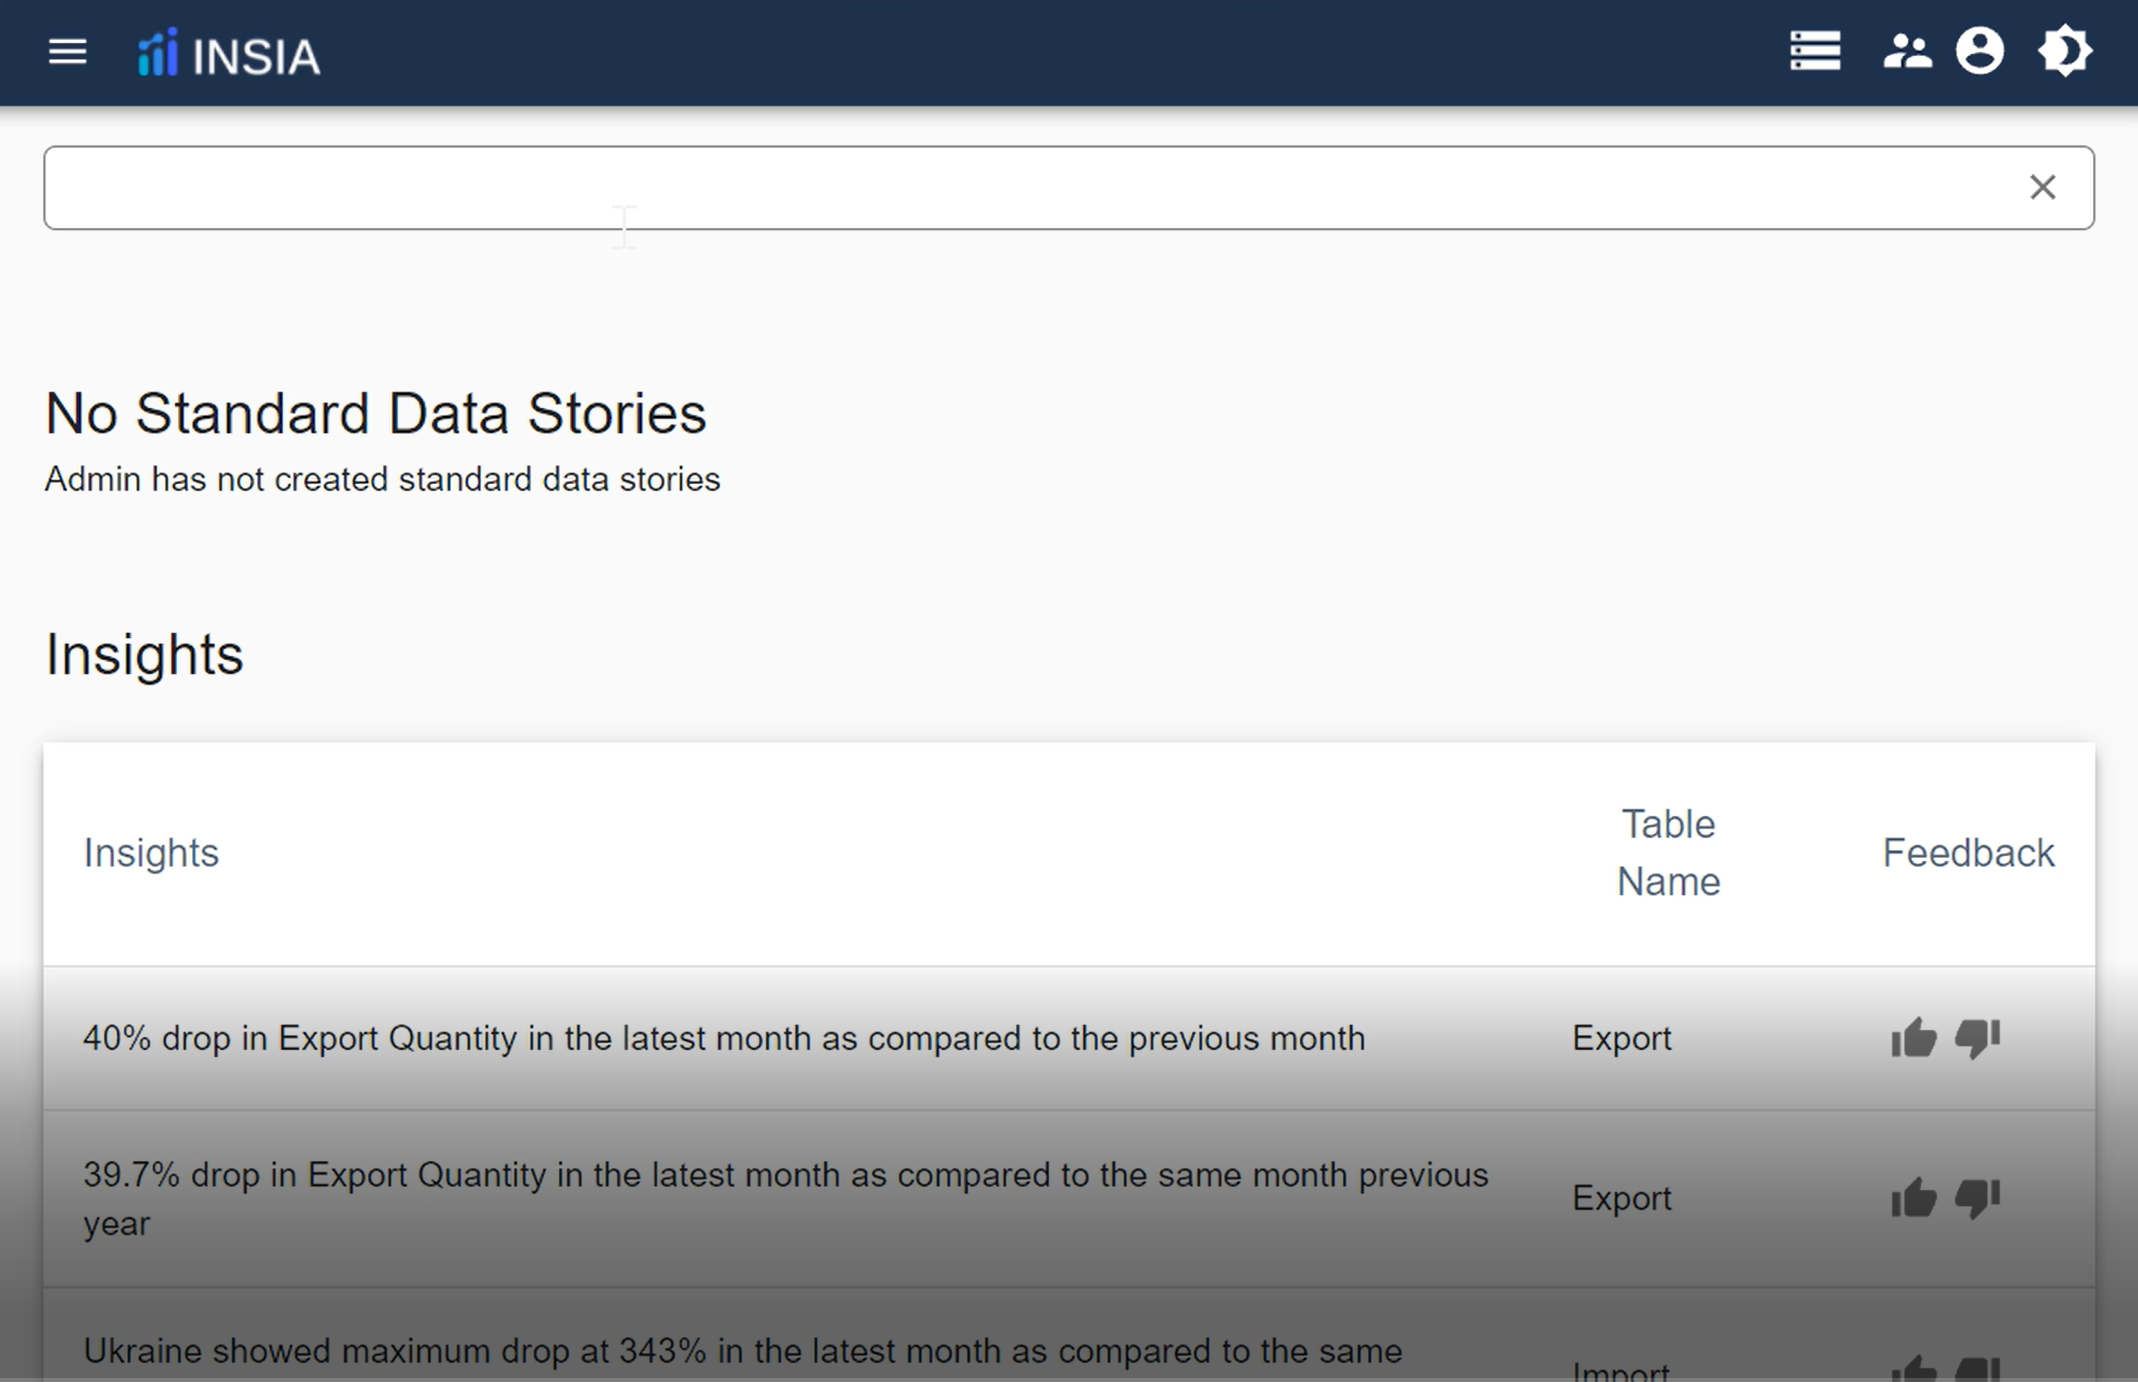 INSIA
No Standard Data Stories
Admin has not created standard data stories
Insights
Insights
Table
Name
Feedback
40% drop in Export Quantity in the latest month as compared to the previous month
Export
39.7% drop in Export Quantity in the latest month as compared to the same month previous
year
Export
Ukraine showed maximum drop at 343% in the latest month as compared to the same
Import